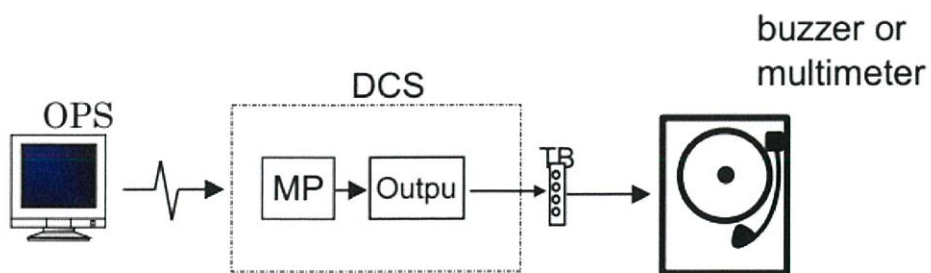 buzzer or
multimeter
DCS
OPS
TB
MP
Outpu